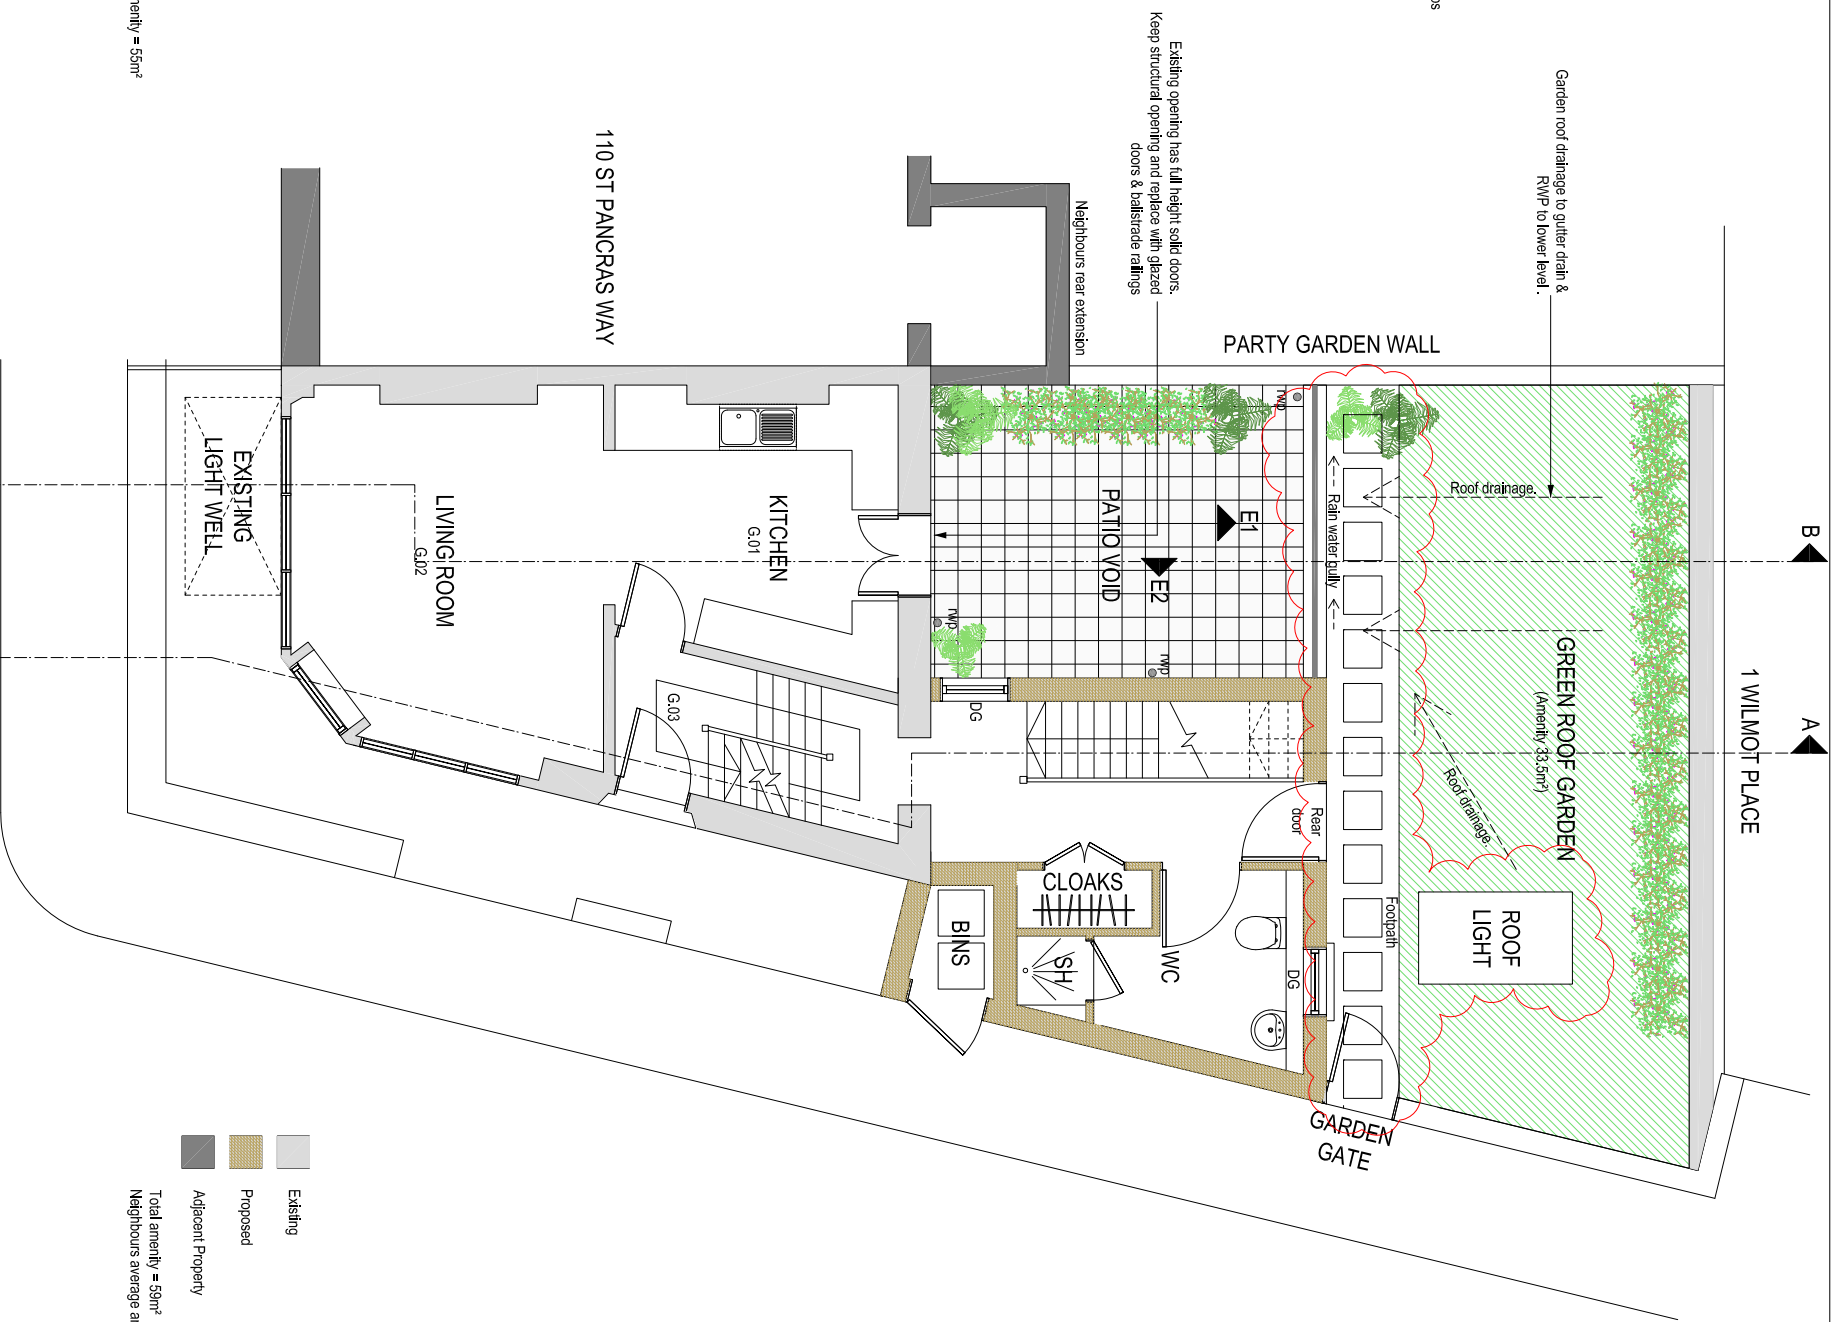 1 WILMOT PLACE
B
A
GREEN ROOF GARDEN
(Amenity 33.5m²)
ROOF
LIGHT
Garden roof drainage to gutter drain &
RWP to lower level.
Roof drainage.
Roof drainage.
PARTY GARDEN WALL
Footpath
Rain water gully
GARDEN
GATE
Rear
door
DG
rwp
E1
E2
PATIO VOID
rwp
rwp
DG
WC
SH
CLOAKS
BINS
Existing opening has full height solid doors.
Keep structural opening and replace with glazed
doors & balistrade railings
Neighbours rear extension
KITCHEN
G.01
G.03
110 ST PANCRAS WAY
LIVING ROOM
G.02
EXISTING
LIGHT WELL
Existing
Proposed
Adjacent Property
Total amenity = 59m²
Neighbours average
= 55m²